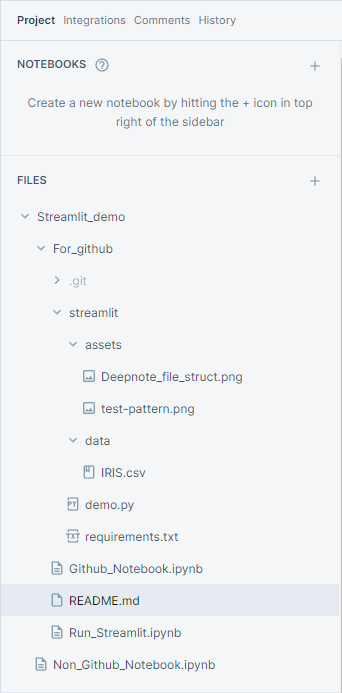 Project Integrations Comments History
NOTEBOOKS ?
Create a new notebook by hitting the + icon in top
right of the sidebar
FILES
Streamlit_demo
For_github
.git
streamlit
assets
Deepnote_file_struct.png
test-pattern.png
data
IRIS.csv
PY demo.py
TXT requirements.txt
Github_Notebook.ipynb
README.md
Run_Streamlit.ipynb
Non_Github_Notebook.ipynb